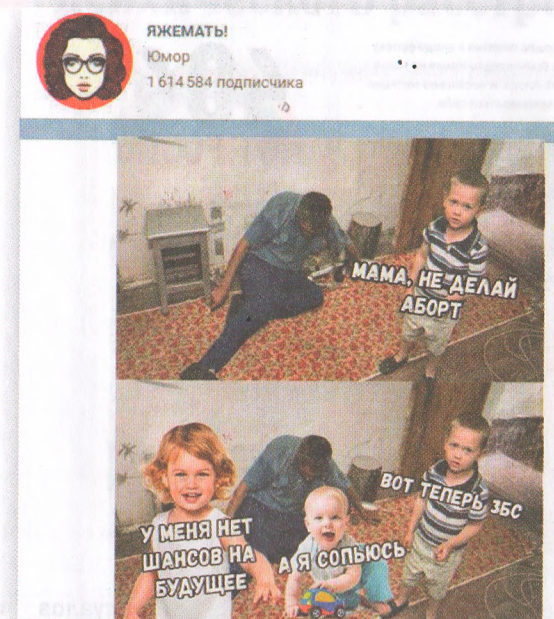 ЯЖЕМАТЬ!
Юмор
1 614 584 подписчика
МАМА, НЕ ДЕЛАЙ
АБОРТ
ВОТ ТЕПЕРЬ ЗБС
У МЕНЯ НЕТ
ШАНСОВ НА
БУДУЩЕЕ
А Я СОПЬЮСЬ